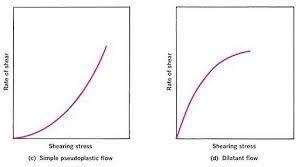 Rate of shear
Shearing stress
(c) Simple pseudoplastic flow
Rate of shear
Shearing stress
(d) Dilatant flow